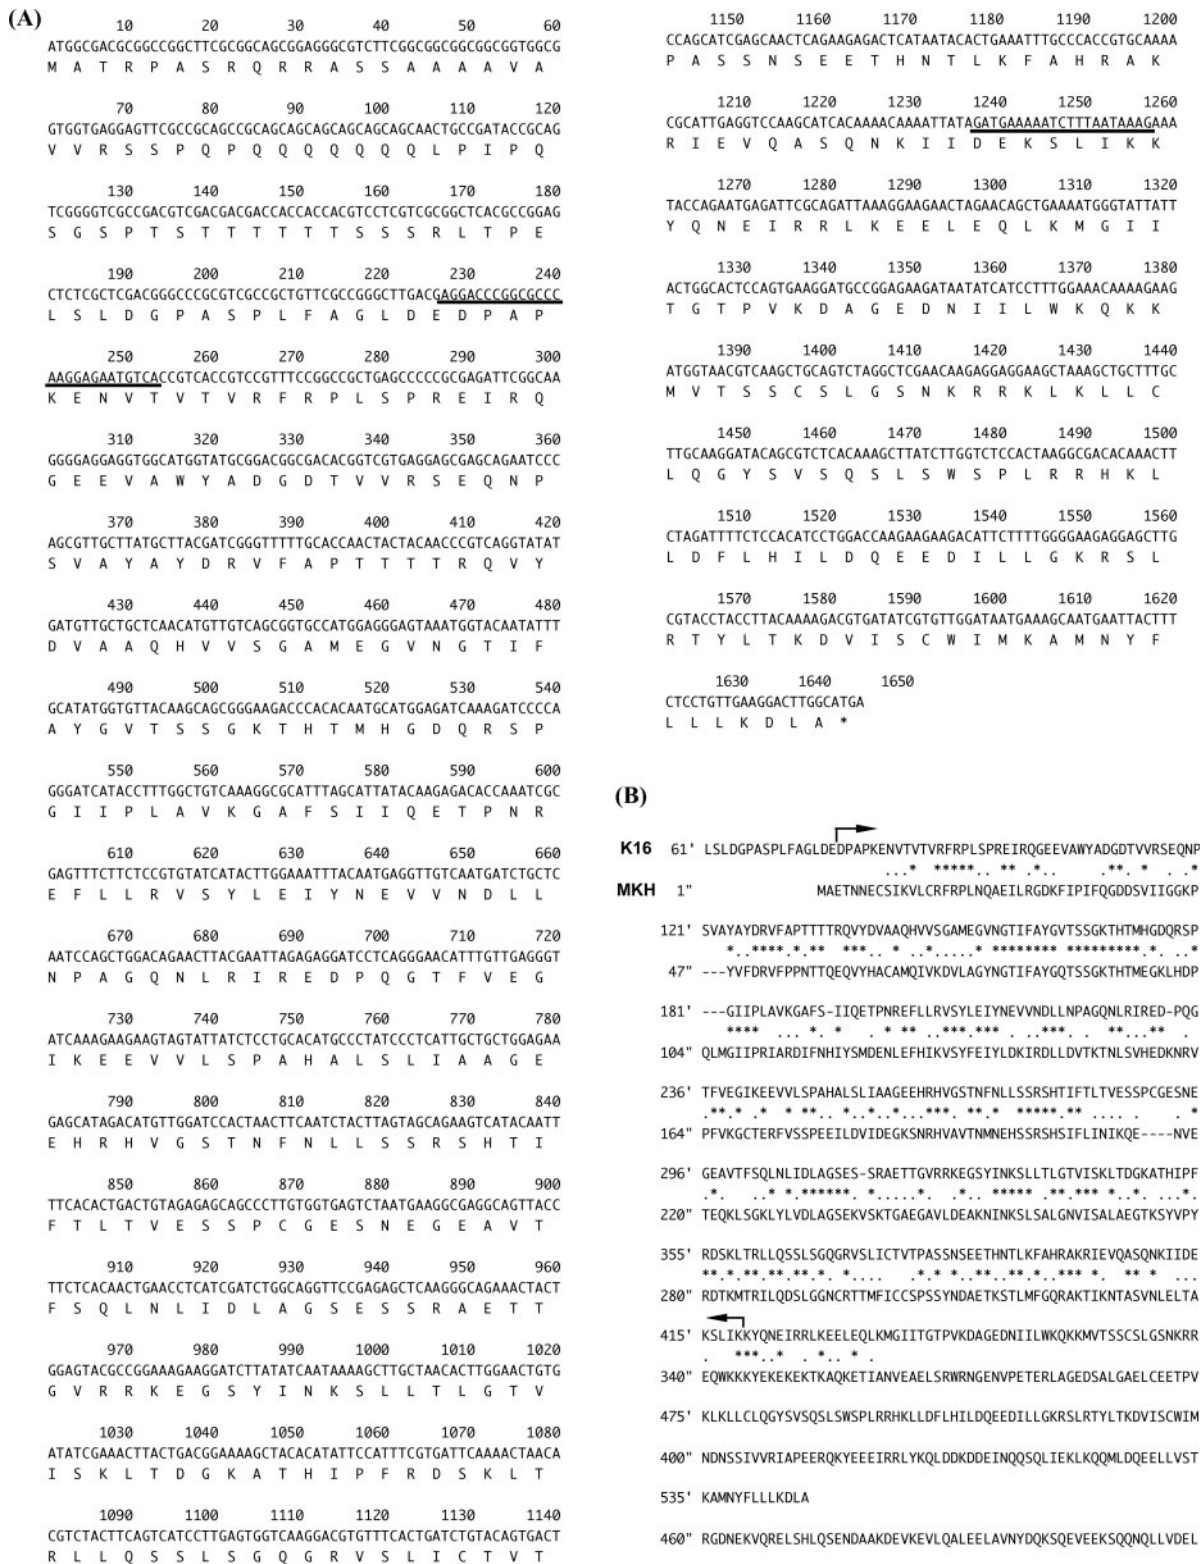 (A)
10 20 30 40 50 60
ATGGCGACGCGGCCGGCTTCGCGGCAGCGGAGGGCGTCTTCGGCGGCGGCGGCGGTGGCG
M A T R P A S R Q R R A S S A A A A V A
70 80 90 100 110 120
GTGGTGAGGAGTTCGCCGCAGCCGCAGCAGCAGCAGCAGCAGCAACTGCCGATACCGCAG
V V R S S P Q P Q Q Q Q Q Q Q L P I P Q
130 140 150 160 170 180
TCGGGGTCGCCGACGTCGACGACGACCACCACCACGTCCTCGTCGCGGCTCACGCCGGAG
S G S P T S T T T T T T S S S R L T P E
190 200 210 220 230 240
CTCTCGCTCGACGGGCCCGCGTCGCCGCTGTTCGCCGGGCTTGACGAGGACCCGGCGCCC
L S L D G P A S P L F A G L D E D P A P
250 260 270 280 290 300
AAGGAGAATGTCACCGTCACCGTCCGTTTCCGGCCGCTGAGCCCCCGCGAGATTCGGCAA
K E N V T V T V R F R P L S P R E I R Q
310 320 330 340 350 360
GGGGAGGAGGTGGCATGGTATGCGGACGGCGACACGGTCGTGAGGAGCGAGCAGAATCCC
G E E V A W Y A D G D T V V R S E Q N P
370 380 390 400 410 420
AGCGTTGCTTATGCTTACGATCGGGTTTTTGCACCAACTACTACAACCCGTCAGGTATAT
S V A Y A Y D R V F A P T T T T R Q V Y
430 440 450 460 470 480
GATGTTGCTGCTCAACATGTTGTCAGCGGTGCCATGGAGGGAGTAAATGGTACAATATTT
D V A A Q H V V S G A M E G V N G T I F
490 500 510 520 530 540
GCATATGGTGTTACAAGCAGCGGGAAGACCCACACAATGCATGGAGATCAAAGATCCCCA
A Y G V T S S G K T H T M H G D Q R S P
550 560 570 580 590 600
GGGATCATACCTTTGGCTGTCAAAGGCGCATTTAGCATTATACAAGAGACACCAAATCGC
G I I P L A V K G A F S I I Q E T P N R
610 620 630 640 650 660
GAGTTTCTTCTCCGTGTATCATACTTGGAAATTTACAATGAGGTTGTCAATGATCTGCTC
E F L L R V S Y L E I Y N E V V N D L L
670 680 690 700 710 720
AATCCAGCTGGACAGAACTTACGAATTAGAGAGGATCCTCAGGGAACATTTGTTGAGGGT
N P A G Q N L R I R E D P Q G T F V E G
730 740 750 760 770 780
ATCAAAGAAGAAGTAGTATTATCTCCTGCACATGCCCTATCCCTCATTGCTGCTGGAGAA
I K E E V V L S P A H A L S L I A A G E
790 800 810 820 830 840
GAGCATAGACATGTTGGATCCACTAACTTCAATCTACTTAGTAGCAGAAGTCATACAATT
E H R H V G S T N F N L L S S R S H T I
850 860 870 880 890 900
TTCACACTGACTGTAGAGAGCAGCCCTTGTGGTGAGTCTAATGAAGGCGAGGCAGTTACC
F T L T V E S S P C G E S N E G E A V T
910 920 930 940 950 960
TTCTCACAACTGAACCTCATCGATCTGGCAGGTTCCGAGAGCTCAAGGGCAGAAACTACT
F S Q L N L I D L A G S E S S R A E T T
970 980 990 1000 1010 1020
GGAGTACGCCGGAAAGAAGGATCTTATATCAATAAAAGCTTGCTAACACTTGGAACTGTG
G V R R K E G S Y I N K S L L T L G T V
1030 1040 1050 1060 1070 1080
ATATCGAAACTTACTGACGGAAAAGCTACACATATTCCATTTCGTGATTCAAAACTAACA
I S K L T D G K A T H I P F R D S K L T
1090 1100 1110 1120 1130 1140
CGTCTACTTCAGTCATCCTTGAGTGGTCAAGGACGTGTTTCACTGATCTGTACAGTGACT
R L L Q S S L S G Q G R V S L I C T V T
1150 1160 1170 1180 1190 1200
CCAGCATCGAGCAACTCAGAAGAGACTCATAATACACTGAAATTTGCCCACCGTGCAAAA
P A S S N S E E T H N T L K F A H R A K
1210 1220 1230 1240 1250 1260
CGCATTGAGGTCCAAGCATCACAAAACAAAATTATAGATGAAAAATCTTTAATAAAGAAA
R I E V Q A S Q N K I I D E K S L I K K
1270 1280 1290 1300 1310 1320
TACCAGAATGAGATTCGCAGATTAAAGGAAGAACTAGAACAGCTGAAAATGGGTATTATT
Y Q N E I R R L K E E L E Q L K M G I I
1330 1340 1350 1360 1370 1380
ACTGGCACTCCAGTGAAGGATGCCGGAGAAGATAATATCATCCTTTGGAAACAAAAGAAG
T G T P V K D A G E D N I I L W K Q K K
1390 1400 1410 1420 1430 1440
ATGGTAACGTCAAGCTGCAGTCTAGGCTCGAACAAGAGGAGGAAGCTAAAGCTGCTTTGC
M V T S S C S L G S N K R R K L K L L C
1450 1460 1470 1480 1490 1500
TTGCAAGGATACAGCGTCTCACAAAGCTTATCTTGGTCTCCACTAAGGCGACACAAACTT
L Q G Y S V S Q S L S W S P L R R H K L
1510 1520 1530 1540 1550 1560
CTAGATTTTCTCCACATCCTGGACCAAGAAGAAGACATTCTTTTGGGGAAGAGGAGCTTG
L D F L H I L D Q E E D I L L G K R S L
1570 1580 1590 1600 1610 1620
CGTACCTACCTTACAAAAGACGTGATATCGTGTTGGATAATGAAAGCAATGAATTACTTT
R T Y L T K D V I S C W I M K A M N Y F
1630 1640 1650
CTCCTGTTGAAGGACTTGGCATGA
L L L K D L A *
(B)
K16 61' LSLDGPASPLFAGLDEDPAPKENVTVTVRFRPLSPREIRQGEEVAWYADGDTVVRSEQNP
...* *****.. .* ..* .**.* . .*
MKH 1" MAETNNECSIKVLCRFRPLNQAEILRGDKFIPIFQGDDSVIIGGKP
121' SVAYAYDRVFAPTTTTRQVYDVAAQHVVSGAMEGVNGTIFAYGVTSSGKTHTMHGDQRSP
*..****.*.** ..***.. * ..*.....* .********.*********.*. ..*
47" ---YVFDRVFPPNTTQEQVYHACAMQIVKDVLAGYNGTIFAYGQTSSGKTHTMEGKLHDP
181' ---GIIPLAVKGAFS-IIQETPNREFLLRVSYLEIYNEVVNDLLNPAGQNLRIRED-PQG
**** ...*. .* *.** ..***.***. ..***. **...** .
104" QLMGIIPRIARDIFNHIYSMDENLEFHIKVSYFEIYLDKIRDLLDVTKTNLSVHEDKNRV
236' TFVEGIKEEVVLSPAHALSLIAAGEEHRHVGSTNFNLLSSRSHTIFTLTVESSPCGESNE
.**.* .* * **.. *..*.. *...***. *. .*****.**.... . .*
164" PFVKGCTERFVSSPEEILDVIDEGKSNRHVAVTNMNEHSSRSHSIFLINIKQE----NVE
296' GEAVTFSQLNLIDLAGSES-SRAETTGVRRKEGSYINKSLLTLGTVISKLTDGKATHIPF
.*. ..*.******. *.....* .*.. *****.**.***.*..*. ...*.
220" TEQKLSGKLYLVDLAGSEKVSKTGAEGAVLDEAKNINKSLSALGNVISALAEGTKSYVPY
355' RDSKLTRLLQSSLSGQGRVSLICTVTPASSNSEETHNTLKFAHRAKRIEVQASQNKIIDE
**.*.**.**.***.*.... .*..**.**..**.*..*** *. ** * ...
280" RDTKMTRILQDSLGGNCRTTMFICCSPSSYNDAETKSTLMFGQRAKTIKNTASVNLELTA
415' KSLIKKYQNEIRRLKEELEQLKMGIITGTPVKDAGEDNIILWKQKKMVTSSCSLGSNKRR
. ***..* .*.. *.
340" EQWKKKYEKEKEKTKAQKETIANVEAELSRWRNGENVPETERLAGEDSALGAELCEETPV
475' KLKLLCLQGYSVSQSLSWSPLRRHKLLDFLHILDQEEDILLGKRSLRTYLTKDVISCWIM
400" NDNSSIVVRIAPEERQKYEEEIRRLYKQLDDKDDEINQQSQLIEKLKQQMLDQEELLVST
535' KAMNYFLLLKDLA
460" RGDNEKVQRELSHLQSENDAAKDEVKEVLQALEELAVNYDQKSQEVEEKSQQNQLLVDEL